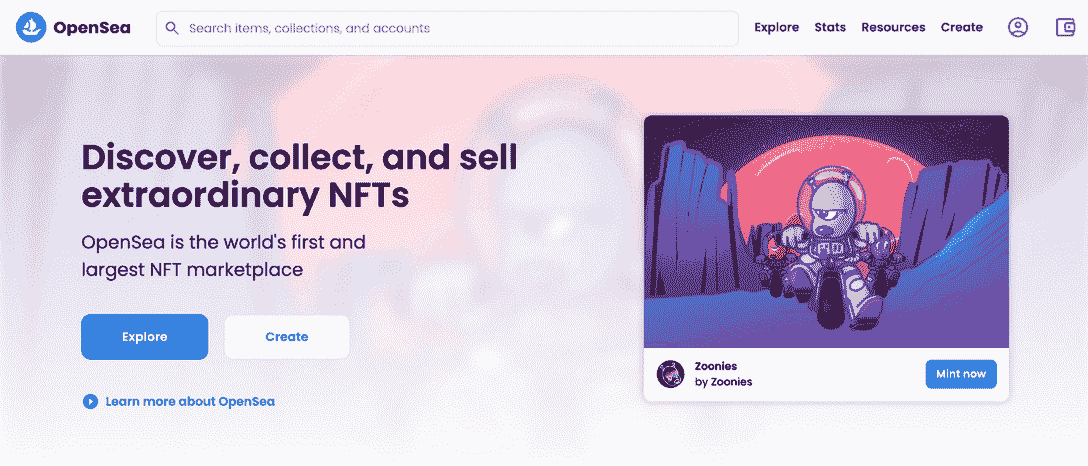 OpenSea
Search items, collections, and accounts
Explore
Stats
Resources
Create
Discover, collect, and sell
extraordinary NFTs
OpenSea is the world's first and
largest NFT marketplace
Explore
Create
Learn more about OpenSea
Zoonies
by Zoonies
Mint now